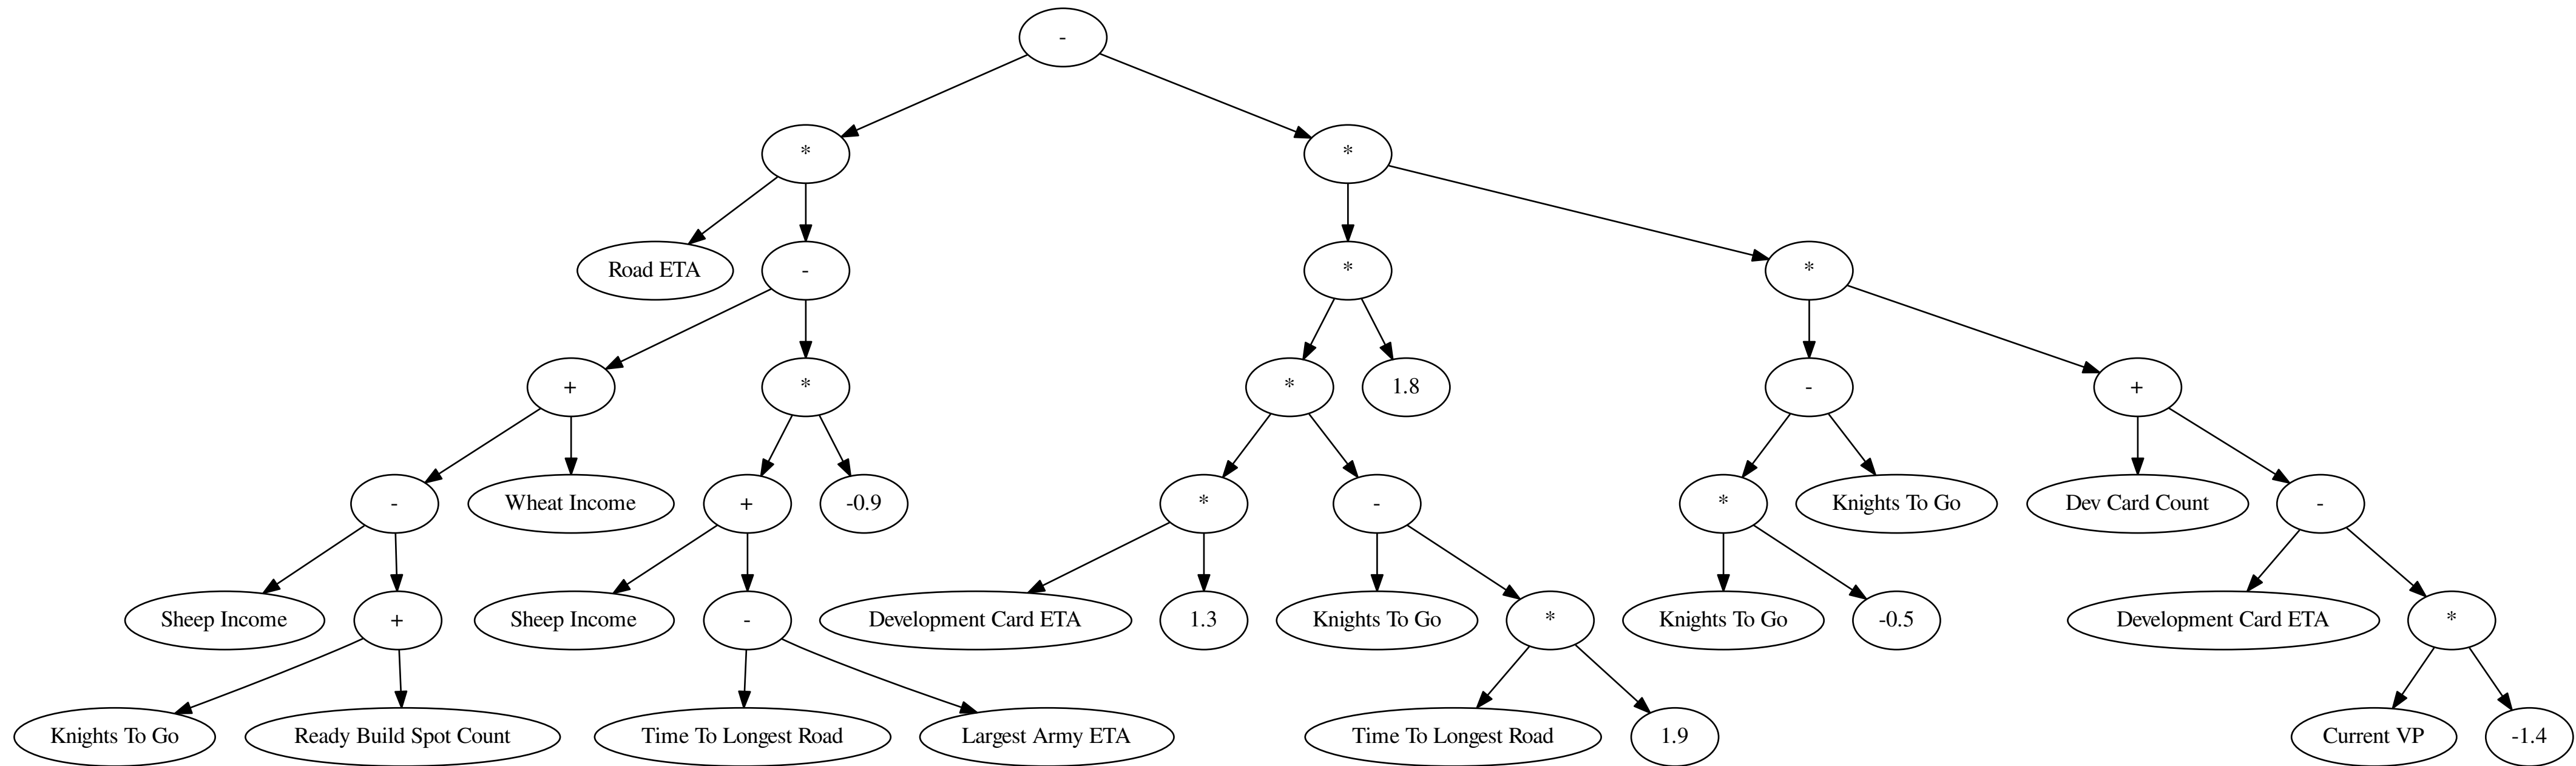 -
*
*
Road ETA
-
*
*
+
*
*
1.8
-
+
-
Wheat Income
+
-0.9
*
-
*
Knights To Go
Dev Card Count
-
Sheep Income
+
Sheep Income
-
Development Card ETA
1.3
Knights To Go
*
Knights To Go
-0.5
Development Card ETA
*
Knights To Go
Ready Build Spot Count
Time To Longest Road
Largest Army ETA
Time To Longest Road
1.9
Current VP
-1.4